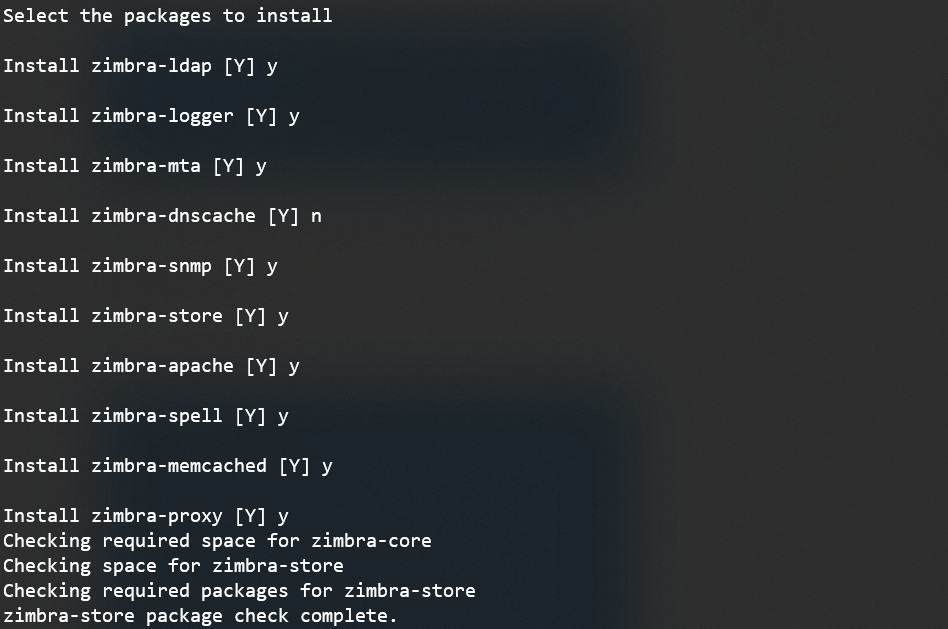 Select the packages to install
Install zimbra-ldap [Y] y
Install zimbra-logger [Y] y
Install zimbra-mta [Y] y
Install zimbra-dnscache [Y] n
Install zimbra-snmp [Y] y
Install zimbra-store [Y] y
Install zimbra-apache [Y] y
Install zimbra-spell [Y] y
Install zimbra-memcached [Y] y
Install zimbra-proxy [Y] y
Checking required space for zimbra-core
Checking space for zimbra-store
Checking required packages for zimbra-store
zimbra-store package check complete.